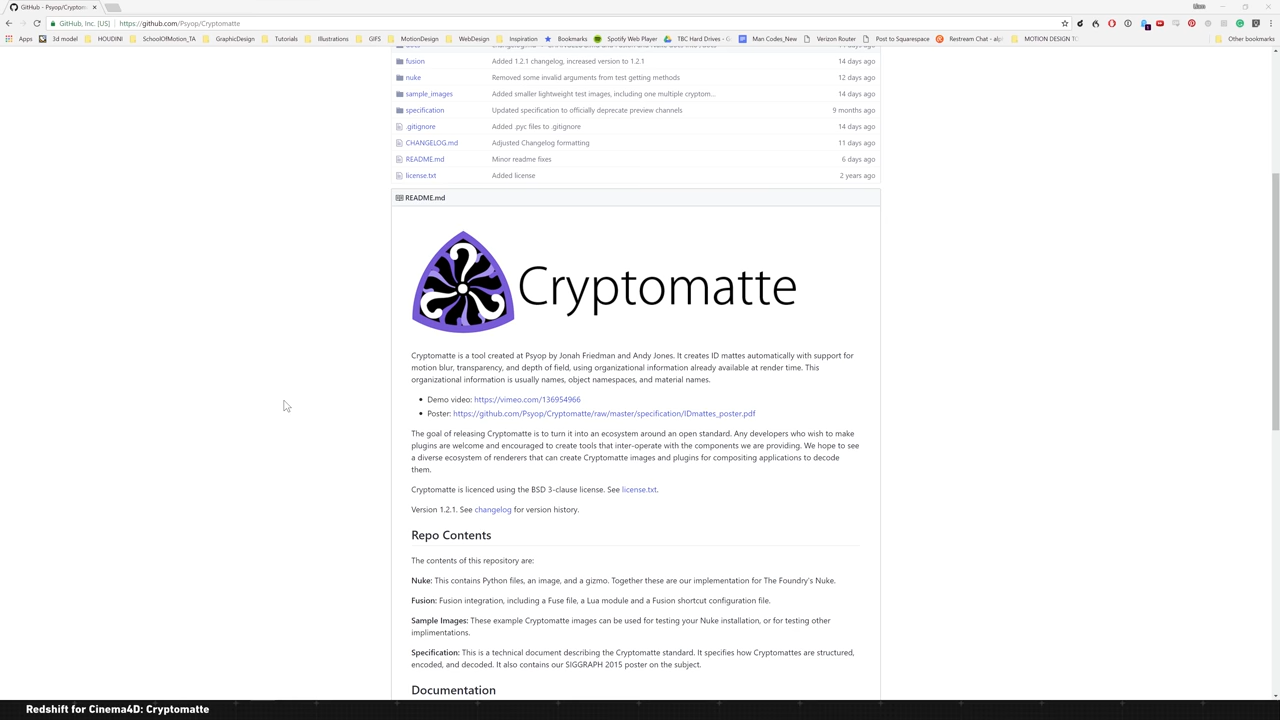 GitHub - Psyop/Cryptom
GitHub, Inc. [US] https://github.com/Psyop/Cryptomatte
Apps 3d model HOUDINI SchoolOfMotion_TA GraphicDesign Tutorials Illustrations GIFS MotionDesign WebDesign Inspiration Bookmarks Spotify Web Player TBC Hard Drives - G Man Codes_New Verizon Router Post to Squarespace Restream Chat - alp MOTION DESIGN TO Other bookmarks
fusion Added 1.2.1 changelog, increased version to 1.2.1 14 days ago
nuke Removed some invalid arguments from test getting methods 12 days ago
sample_images Added smaller lightweight test images, including one multiple cryptom… 14 days ago
specification Updated specification to officially deprecate preview channels 9 months ago
.gitignore Added .pyc files to .gitignore 14 days ago
CHANGELOG.md Adjusted Changelog formatting 11 days ago
README.md Minor readme fixes 6 days ago
license.txt Added license 2 years ago
README.md
Cryptomatte
Cryptomatte is a tool created at Psyop by Jonah Friedman and Andy Jones. It creates ID mattes automatically with support for
motion blur, transparency, and depth of field, using organizational information already available at render time. This
organizational information is usually names, object namespaces, and material names.
• Demo video: https://vimeo.com/136954966
• Poster: https://github.com/Psyop/Cryptomatte/raw/master/specification/IDmattes_poster.pdf
The goal of releasing Cryptomatte is to turn it into an ecosystem around an open standard. Any developers who wish to make
plugins are welcome and encouraged to create tools that inter-operate with the components we are providing. We hope to see
a diverse ecosystem of renderers that can create Cryptomatte images and plugins for compositing applications to decode
them.
Cryptomatte is licenced using the BSD 3-clause license. See license.txt.
Version 1.2.1. See changelog for version history.
Repo Contents
The contents of this repository are:
Nuke: This contains Python files, an image, and a gizmo. Together these are our implementation for The Foundry's Nuke.
Fusion: Fusion integration, including a Fuse file, a Lua module and a Fusion shortcut configuration file.
Sample Images: These example Cryptomatte images can be used for testing your Nuke installation, or for testing other
implimentations.
Specification: This is a technical document describing the Cryptomatte standard. It specifies how Cryptomattes are structured,
encoded, and decoded. It also contains our SIGGRAPH 2015 poster on the subject.
Documentation
Redshift for Cinema4D: Cryptomatte